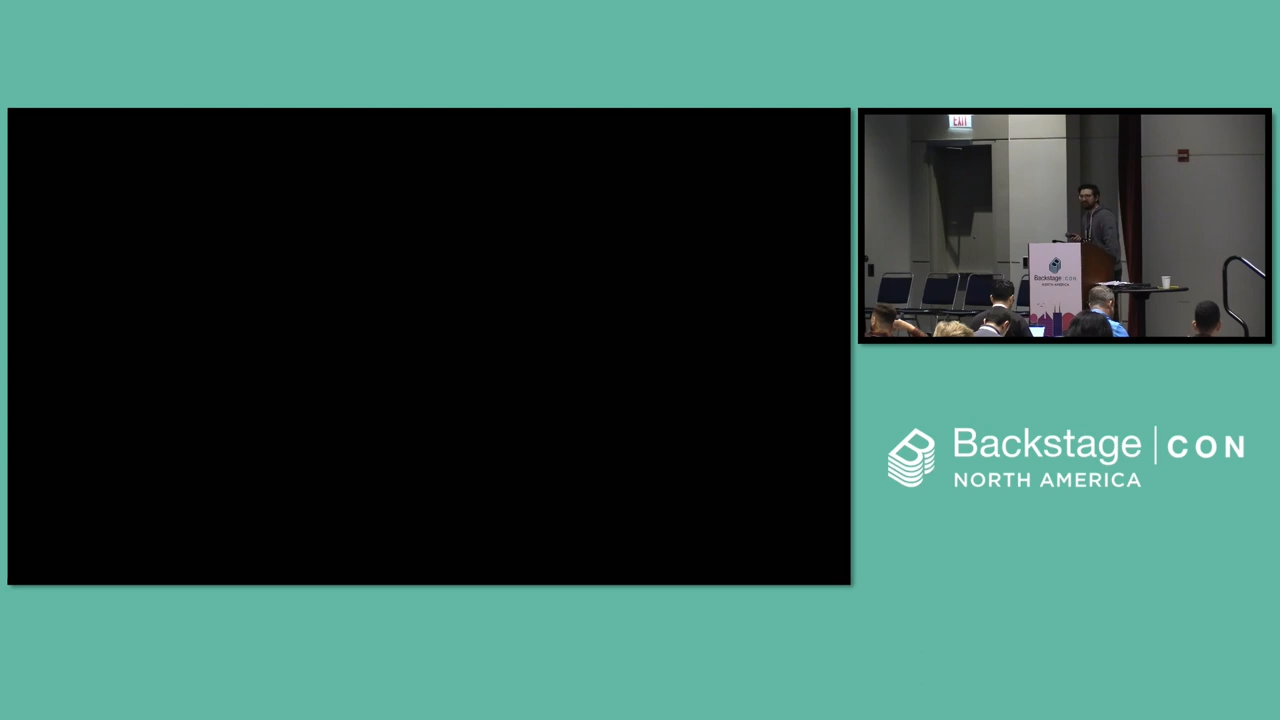 EXIT
Backstage CON
NORTH AMERICA
Backstage | CON
NORTH AMERICA